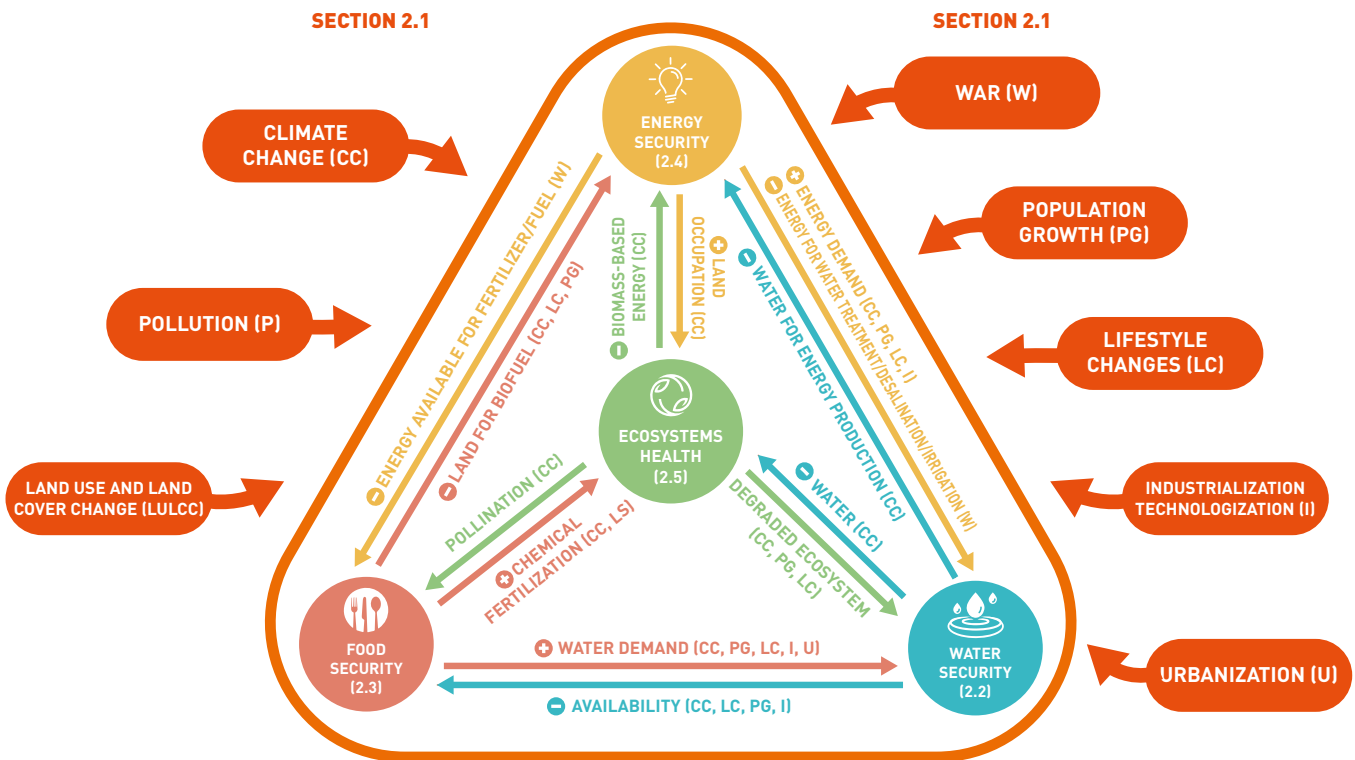 SECTION 2.1
SECTION 2.1
CLIMATE
CHANGE (CC)
POLLUTION (P)
LAND USE AND LAND
COVER CHANGE (LULCC)
WAR (W)
POPULATION
GROWTH (PG)
LIFESTYLE
CHANGES (LC)
INDUSTRIALIZATION
TECHNOLOGIZATION (I)
URBANIZATION (U)
ENERGY
SECURITY
(2.4)
− ENERGY AVAILABLE FOR FERTILIZER/FUEL (W)
− LAND FOR BIOFUEL (CC, LC, PG)
− BIOMASS-BASED
ENERGY (CC)
+ LAND
OCCUPATION (CC)
− WATER FOR ENERGY PRODUCTION (CC)
+ ENERGY DEMAND (CC, PG, LC, I)
− ENERGY FOR WATER TREATMENT/DESALINATION/IRRIGATION (W)
ECOSYSTEMS
HEALTH
(2.5)
POLLINATION (CC)
+ CHEMICAL
FERTILIZATION (CC, LS)
− WATER (CC)
DEGRADED ECOSYSTEM
(CC, PG, LC)
FOOD
SECURITY
(2.3)
+ WATER DEMAND (CC, PG, LC, I, U)
− AVAILABILITY (CC, LC, PG, I)
WATER
SECURITY
(2.2)